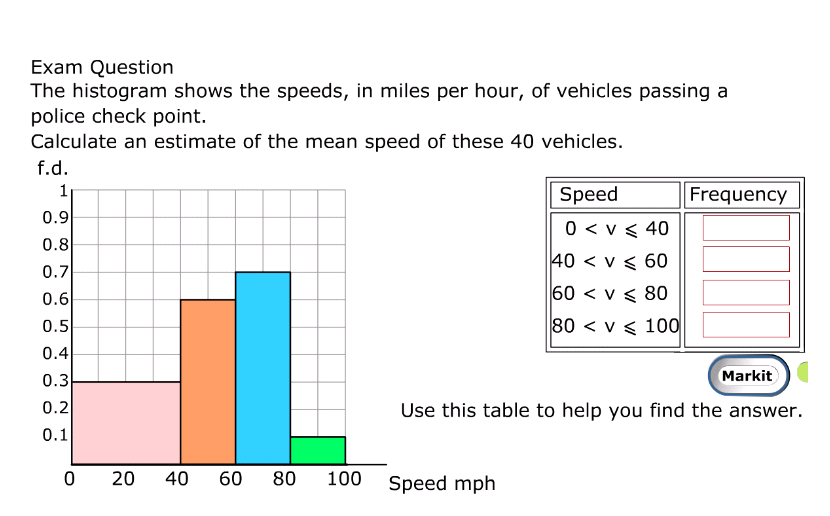 Exam Question
The histogram shows the speeds, in miles per hour, of vehicles passing a
police check point.
Calculate an estimate of the mean speed of these 40 vehicles.
f.d.
1
0.9
0.8
0.7
0.6
0.5
0.4
0.3
0.2
0.1
0 20 40 60 80 100
Speed mph
Speed Frequency
0 < v ⩽ 40
40 < v ⩽ 60
60 < v ⩽ 80
80 < v ⩽ 100
Markit
Use this table to help you find the answer.